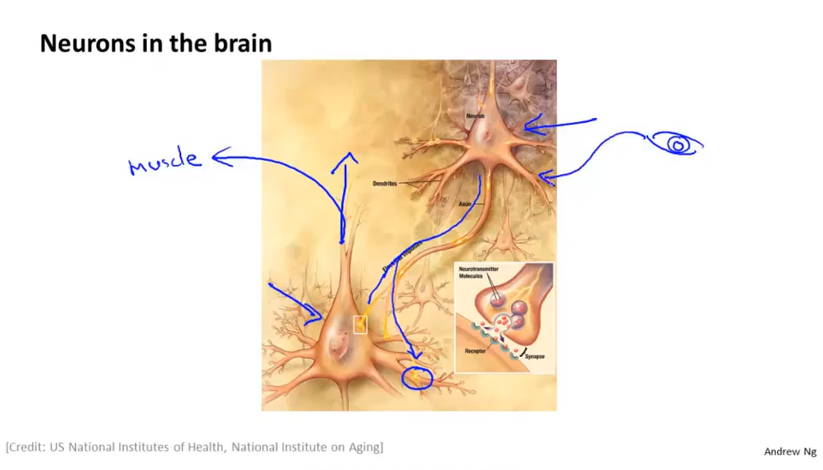 Neurons in the brain
Neuron
muscle
Dendrites
Axon
Neurotransmitter
Molecules
Receptor
Synapse
[Credit: US National Institutes of Health, National Institute on Aging]
Andrew Ng